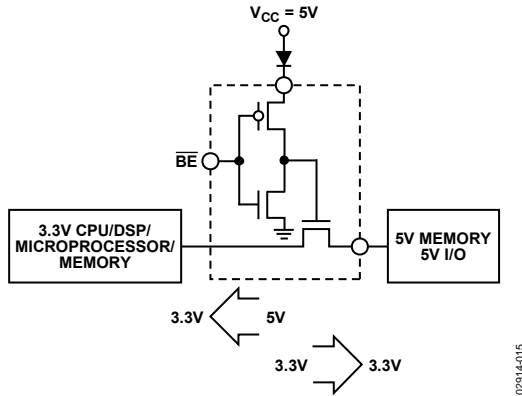 VCC = 5V
BE
3.3V CPU/DSP/
MICROPROCESSOR/
MEMORY
5V MEMORY
5V I/O
3.3V
5V
3.3V
3.3V
02914-015